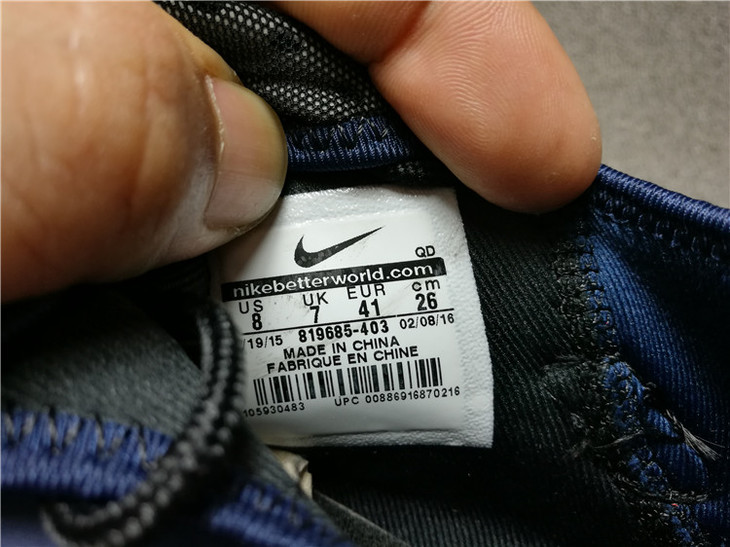 QD
nikebetterworld.com
US UK EUR cm
8 7 41 26
/19/15 819685-403 02/08/16
MADE IN CHINA
FABRIQUE EN CHINE
105930483 UPC 00886916870216